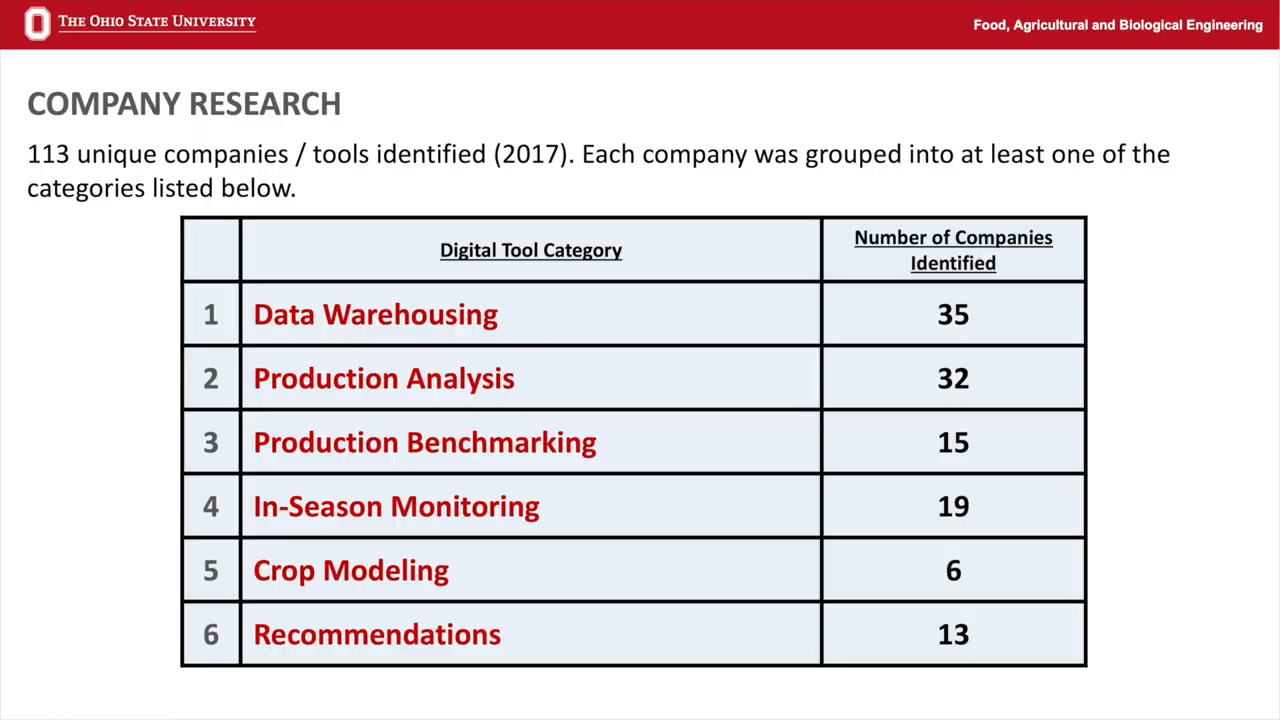 THE OHIO STATE UNIVERSITY
Food, Agricultural and Biological Engineering
COMPANY RESEARCH
113 unique companies / tools identified (2017). Each company was grouped into at least one of the
categories listed below.
Digital Tool Category
Number of Companies
Identified
1 Data Warehousing 35
2 Production Analysis 32
3 Production Benchmarking 15
4 In-Season Monitoring 19
5 Crop Modeling 6
6 Recommendations 13